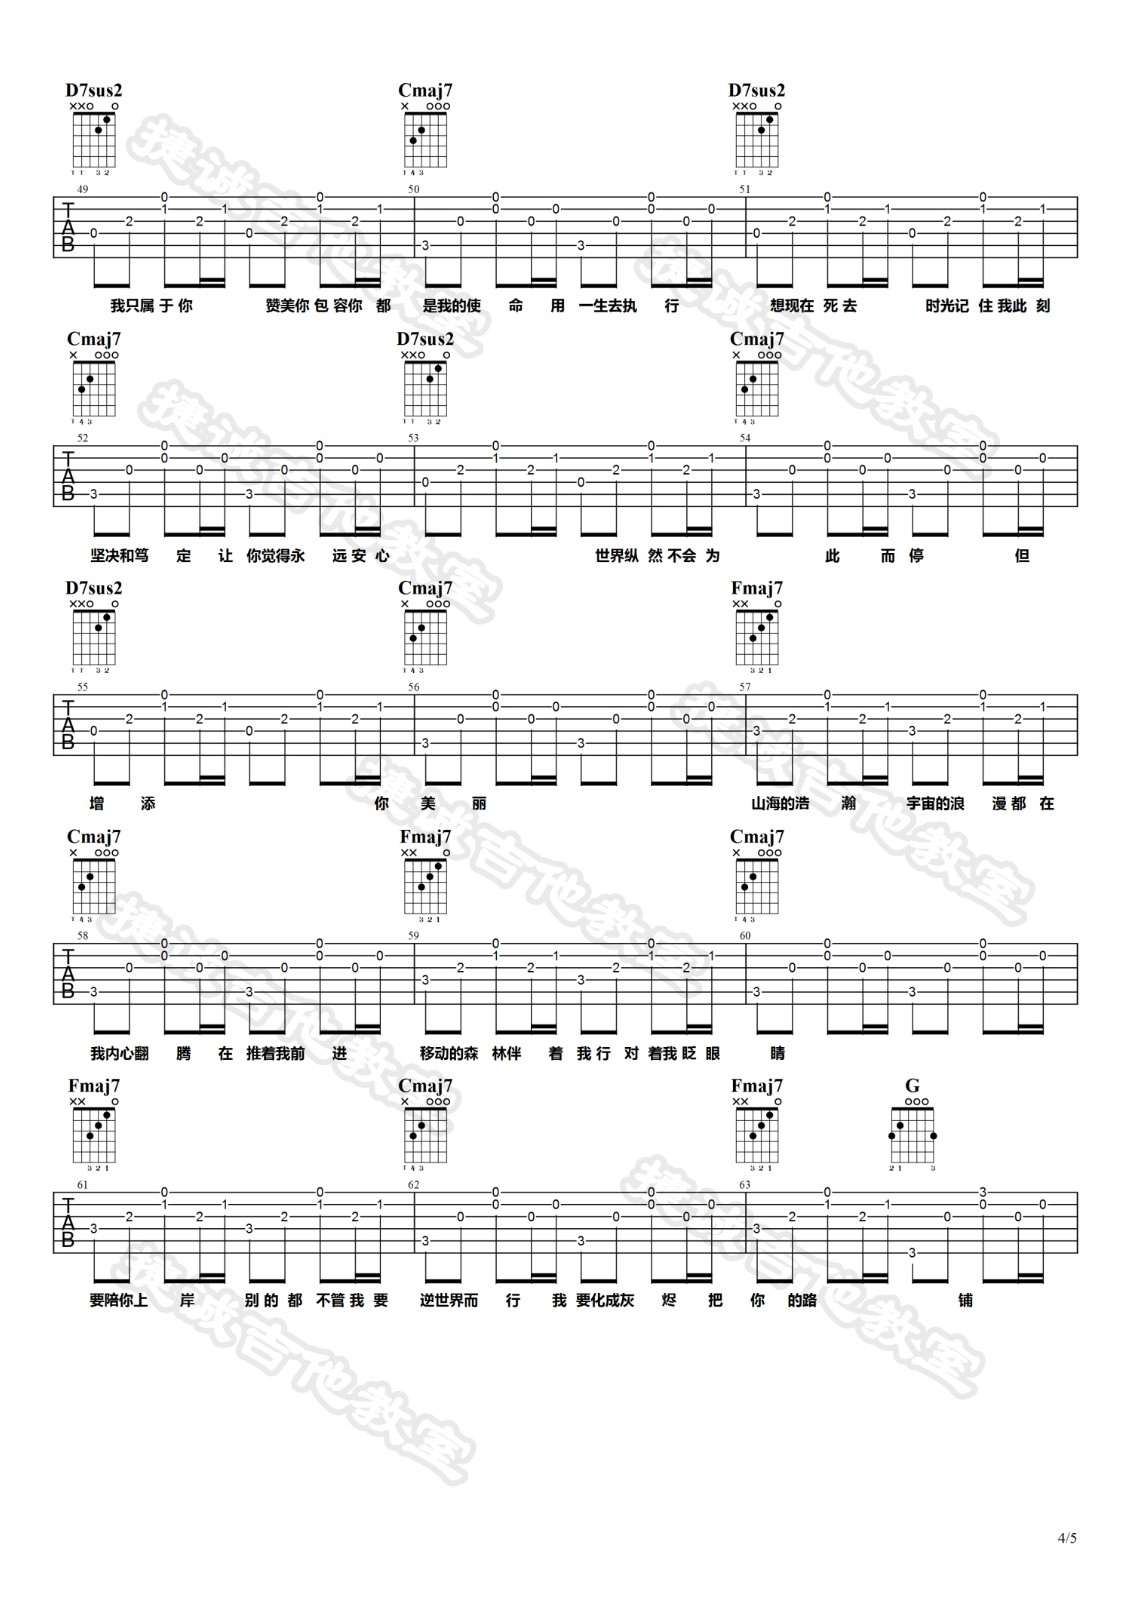 D7sus2 Cmaj7 D7sus2
49 50 51
我只属于你 赞美你包容你都 是我的使命用一生去执行 想现在死去 时光记住我此刻
Cmaj7 D7sus2 Cmaj7
52 53 54
坚决和笃定让你觉得永远安心 世界纵然不会为此而停但
D7sus2 Cmaj7 Fmaj7
55 56 57
增添 你美丽 山海的浩瀚 宇宙的浪漫都在
Cmaj7 Fmaj7 Cmaj7
58 59 60
我内心翻腾在推着我前进 移动的森林伴着我行对着我眨眼睛
Fmaj7 Cmaj7 Fmaj7 G
61 62 63
要陪你上岸 别的都不管我要 逆世界而行 我要化成灰烬把你的路铺
捷诚吉他教室
4/5